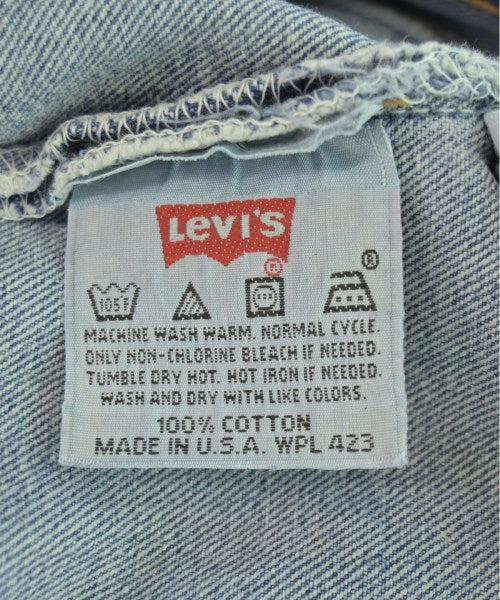 Levi's
®
®
105F
MACHINE WASH WARM. NORMAL CYCLE.
ONLY NON-CHLORINE BLEACH IF NEEDED.
TUMBLE DRY HOT. HOT IRON IF NEEDED.
WASH AND DRY WITH LIKE COLORS.
100% COTTON
MADE IN U.S.A. WPL 423